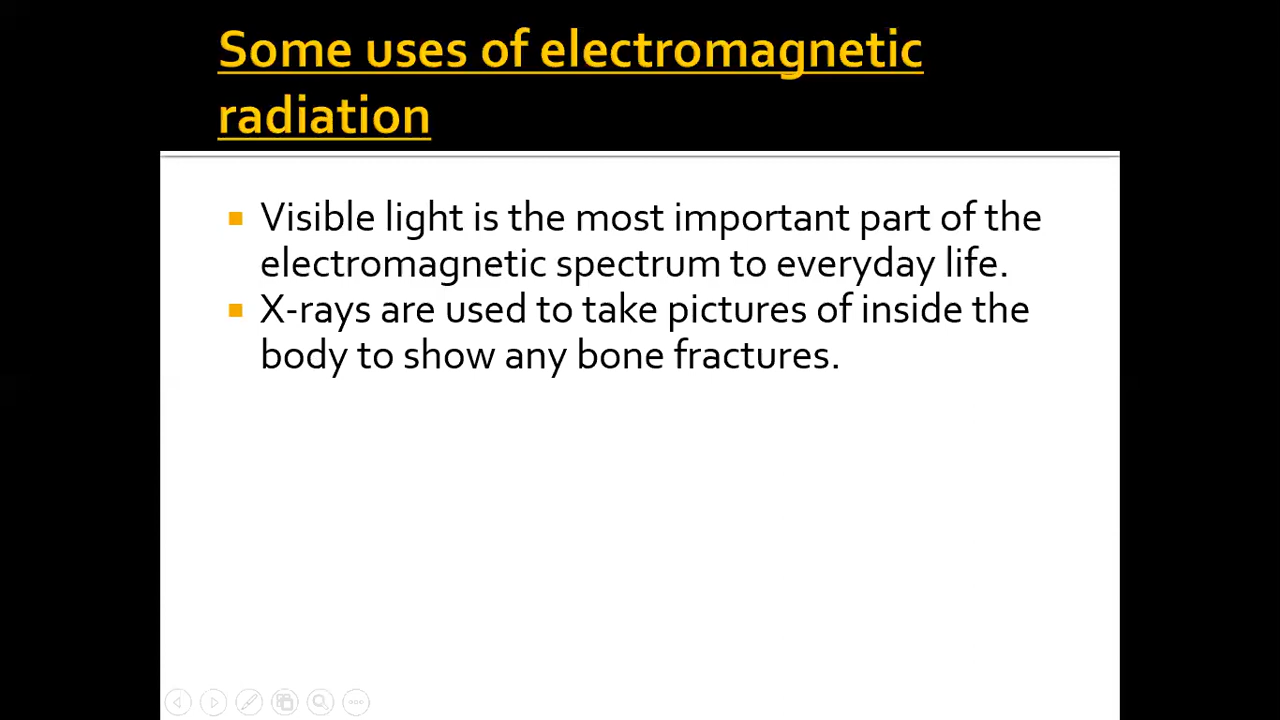 Some uses of electromagnetic
radiation
Visible light is the most important part of the
electromagnetic spectrum to everyday life.
X-rays are used to take pictures of inside the
body to show any bone fractures.